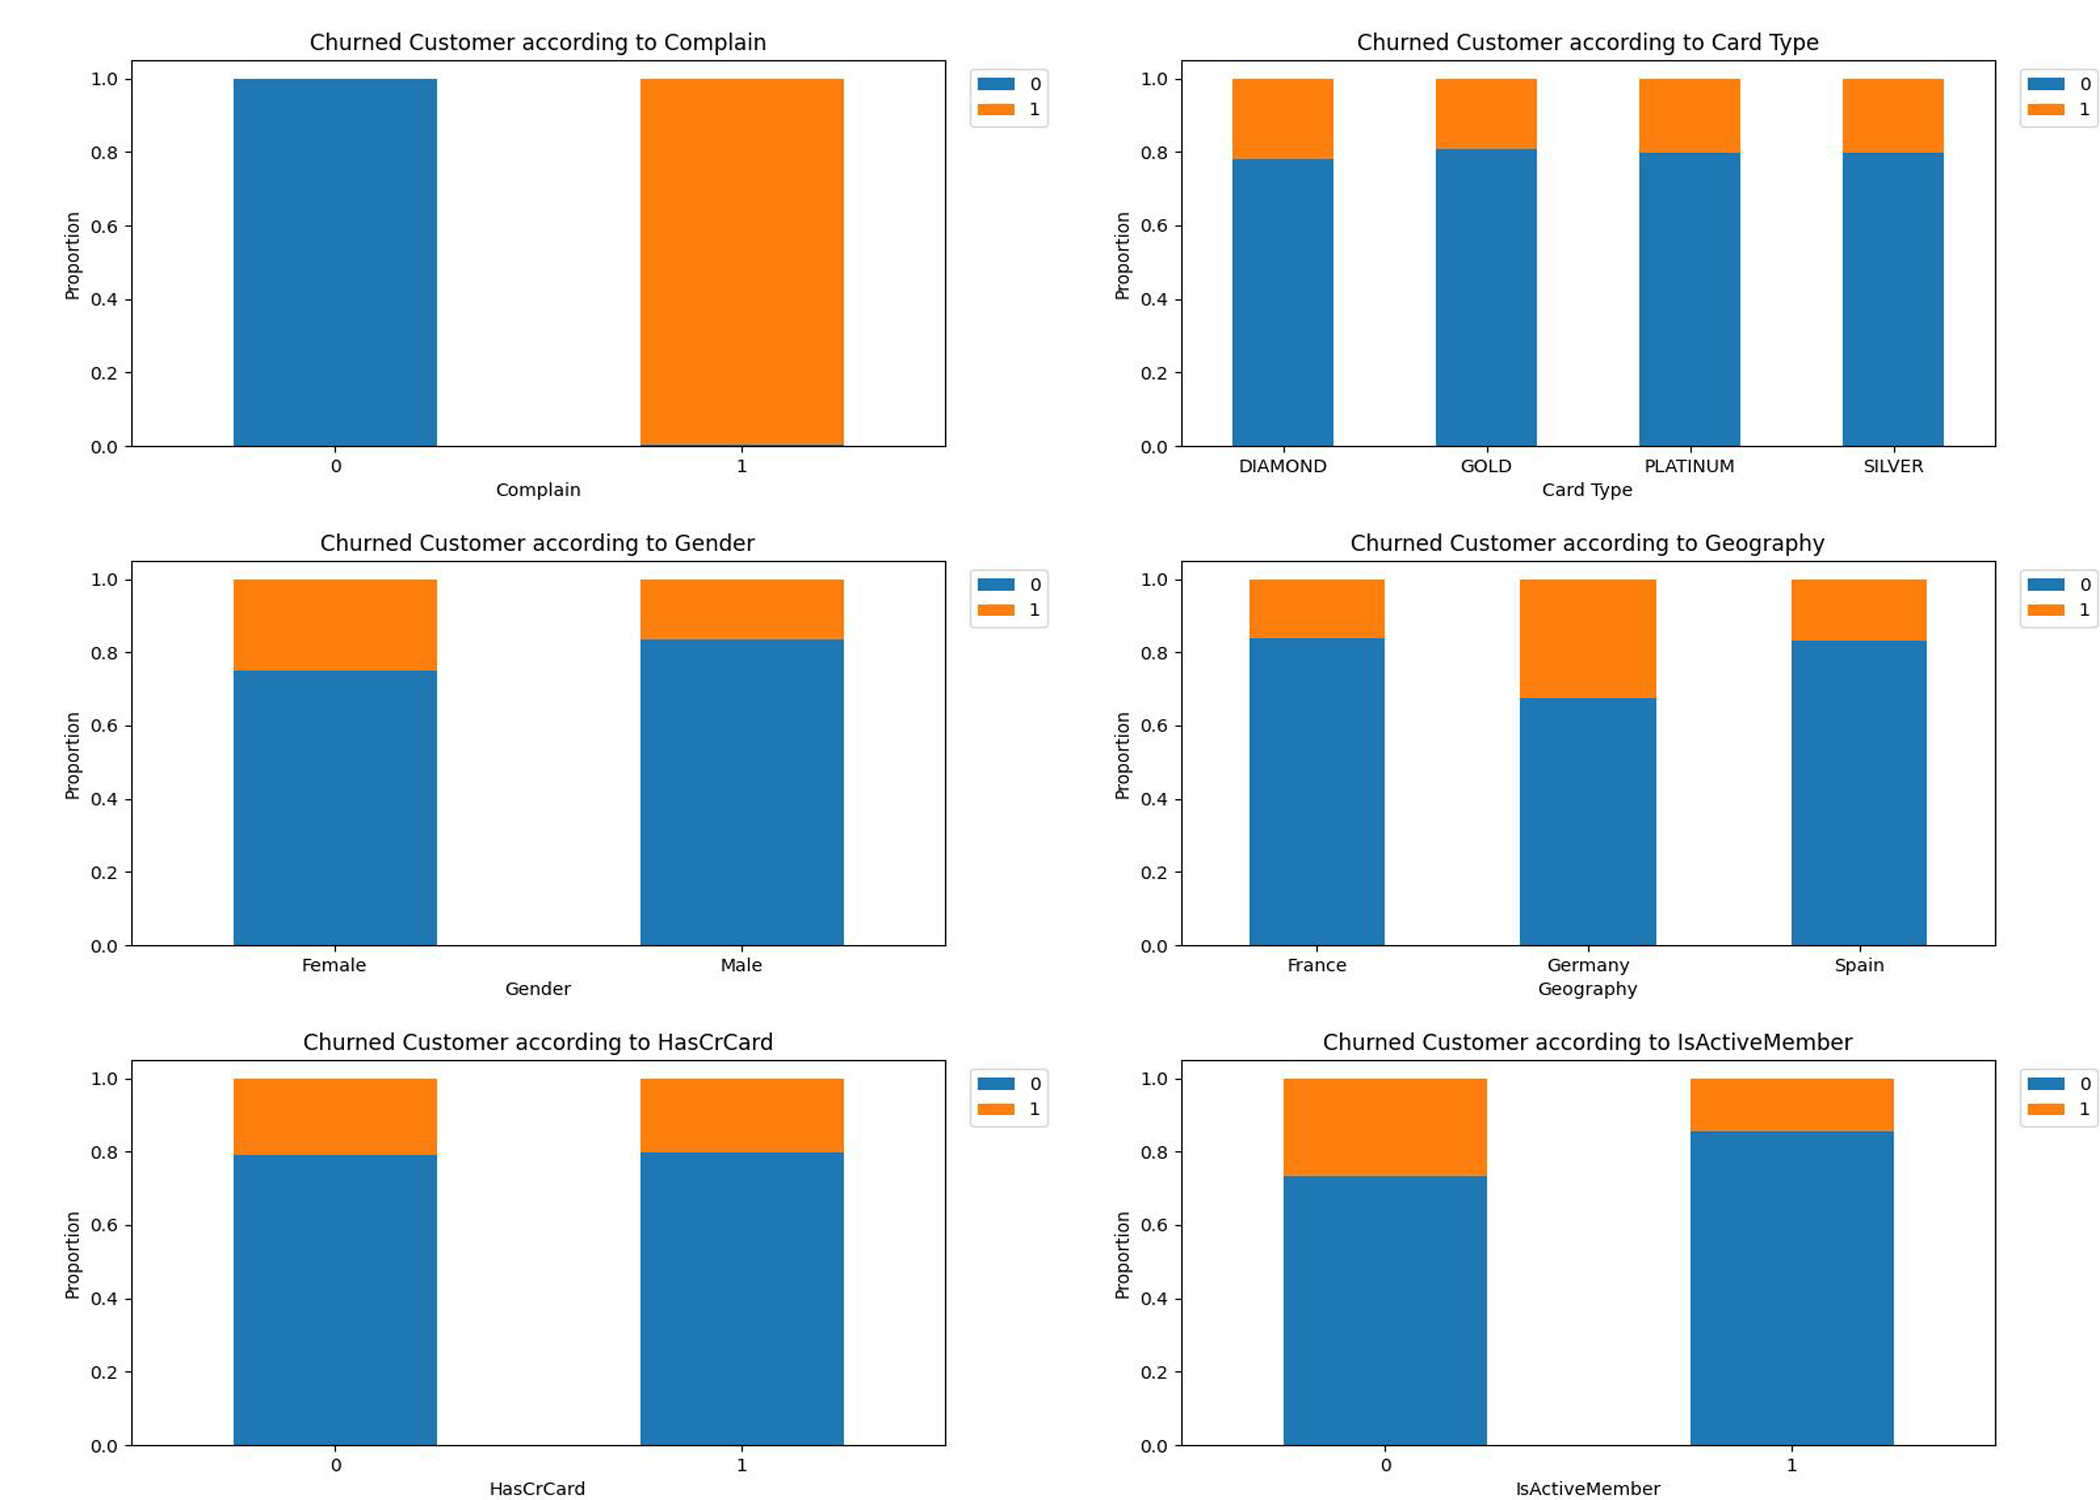 Churned Customer according to Complain
1.0
0.8
0.6
0.4
0.2
0.0
Proportion
0 1
Complain
0
1
Churned Customer according to Card Type
1.0
0.8
0.6
0.4
0.2
0.0
Proportion
DIAMOND GOLD PLATINUM SILVER
Card Type
0
1
Churned Customer according to Gender
1.0
0.8
0.6
0.4
0.2
0.0
Proportion
Female Male
Gender
0
1
Churned Customer according to Geography
1.0
0.8
0.6
0.4
0.2
0.0
Proportion
France Germany Spain
Geography
0
1
Churned Customer according to HasCrCard
1.0
0.8
0.6
0.4
0.2
0.0
Proportion
0 1
HasCrCard
0
1
Churned Customer according to IsActiveMember
1.0
0.8
0.6
0.4
0.2
0.0
Proportion
0 1
IsActiveMember
0
1